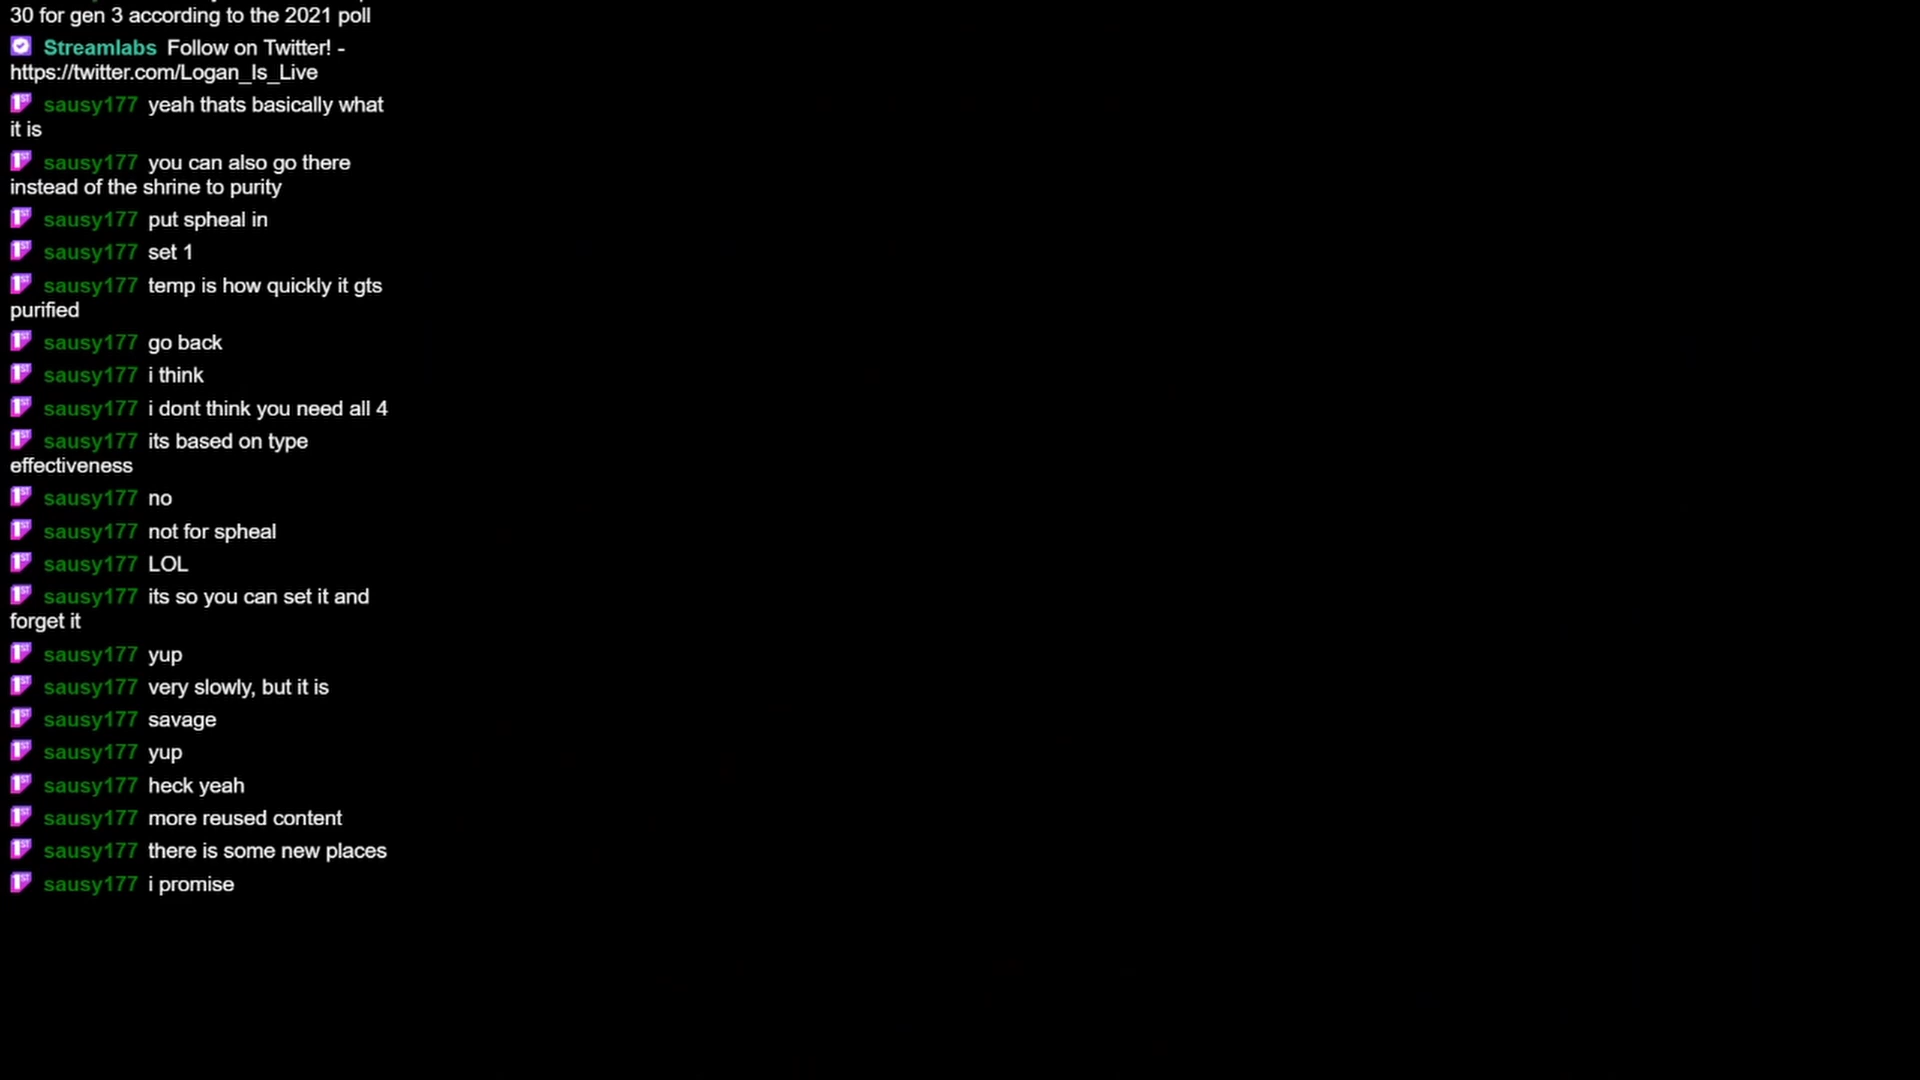 30 for gen 3 according to the 2021 poll
Streamlabs Follow on Twitter! -
https://twitter.com/Logan_Is_Live
sausy177 yeah thats basically what
it is
sausy177 you can also go there
instead of the shrine to purity
sausy177 put spheal in
sausy177 set 1
sausy177 temp is how quickly it gts
purified
sausy177 go back
sausy177 i think
sausy177 i dont think you need all 4
sausy177 its based on type
effectiveness
sausy177 no
sausy177 not for spheal
sausy177 LOL
sausy177 its so you can set it and
forget it
sausy177 yup
sausy177 very slowly, but it is
sausy177 savage
sausy177 yup
sausy177 heck yeah
sausy177 more reused content
sausy177 there is some new places
sausy177 i promise